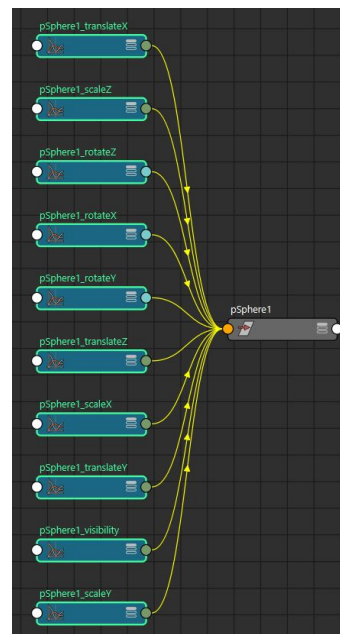 pSphere1_translateX
pSphere1_scaleZ
pSphere1_rotateZ
pSphere1_rotateX
pSphere1_rotateY
pSphere1
pSphere1_translateZ
pSphere1_scaleX
pSphere1_translateY
pSphere1_visibility
pSphere1_scaleY